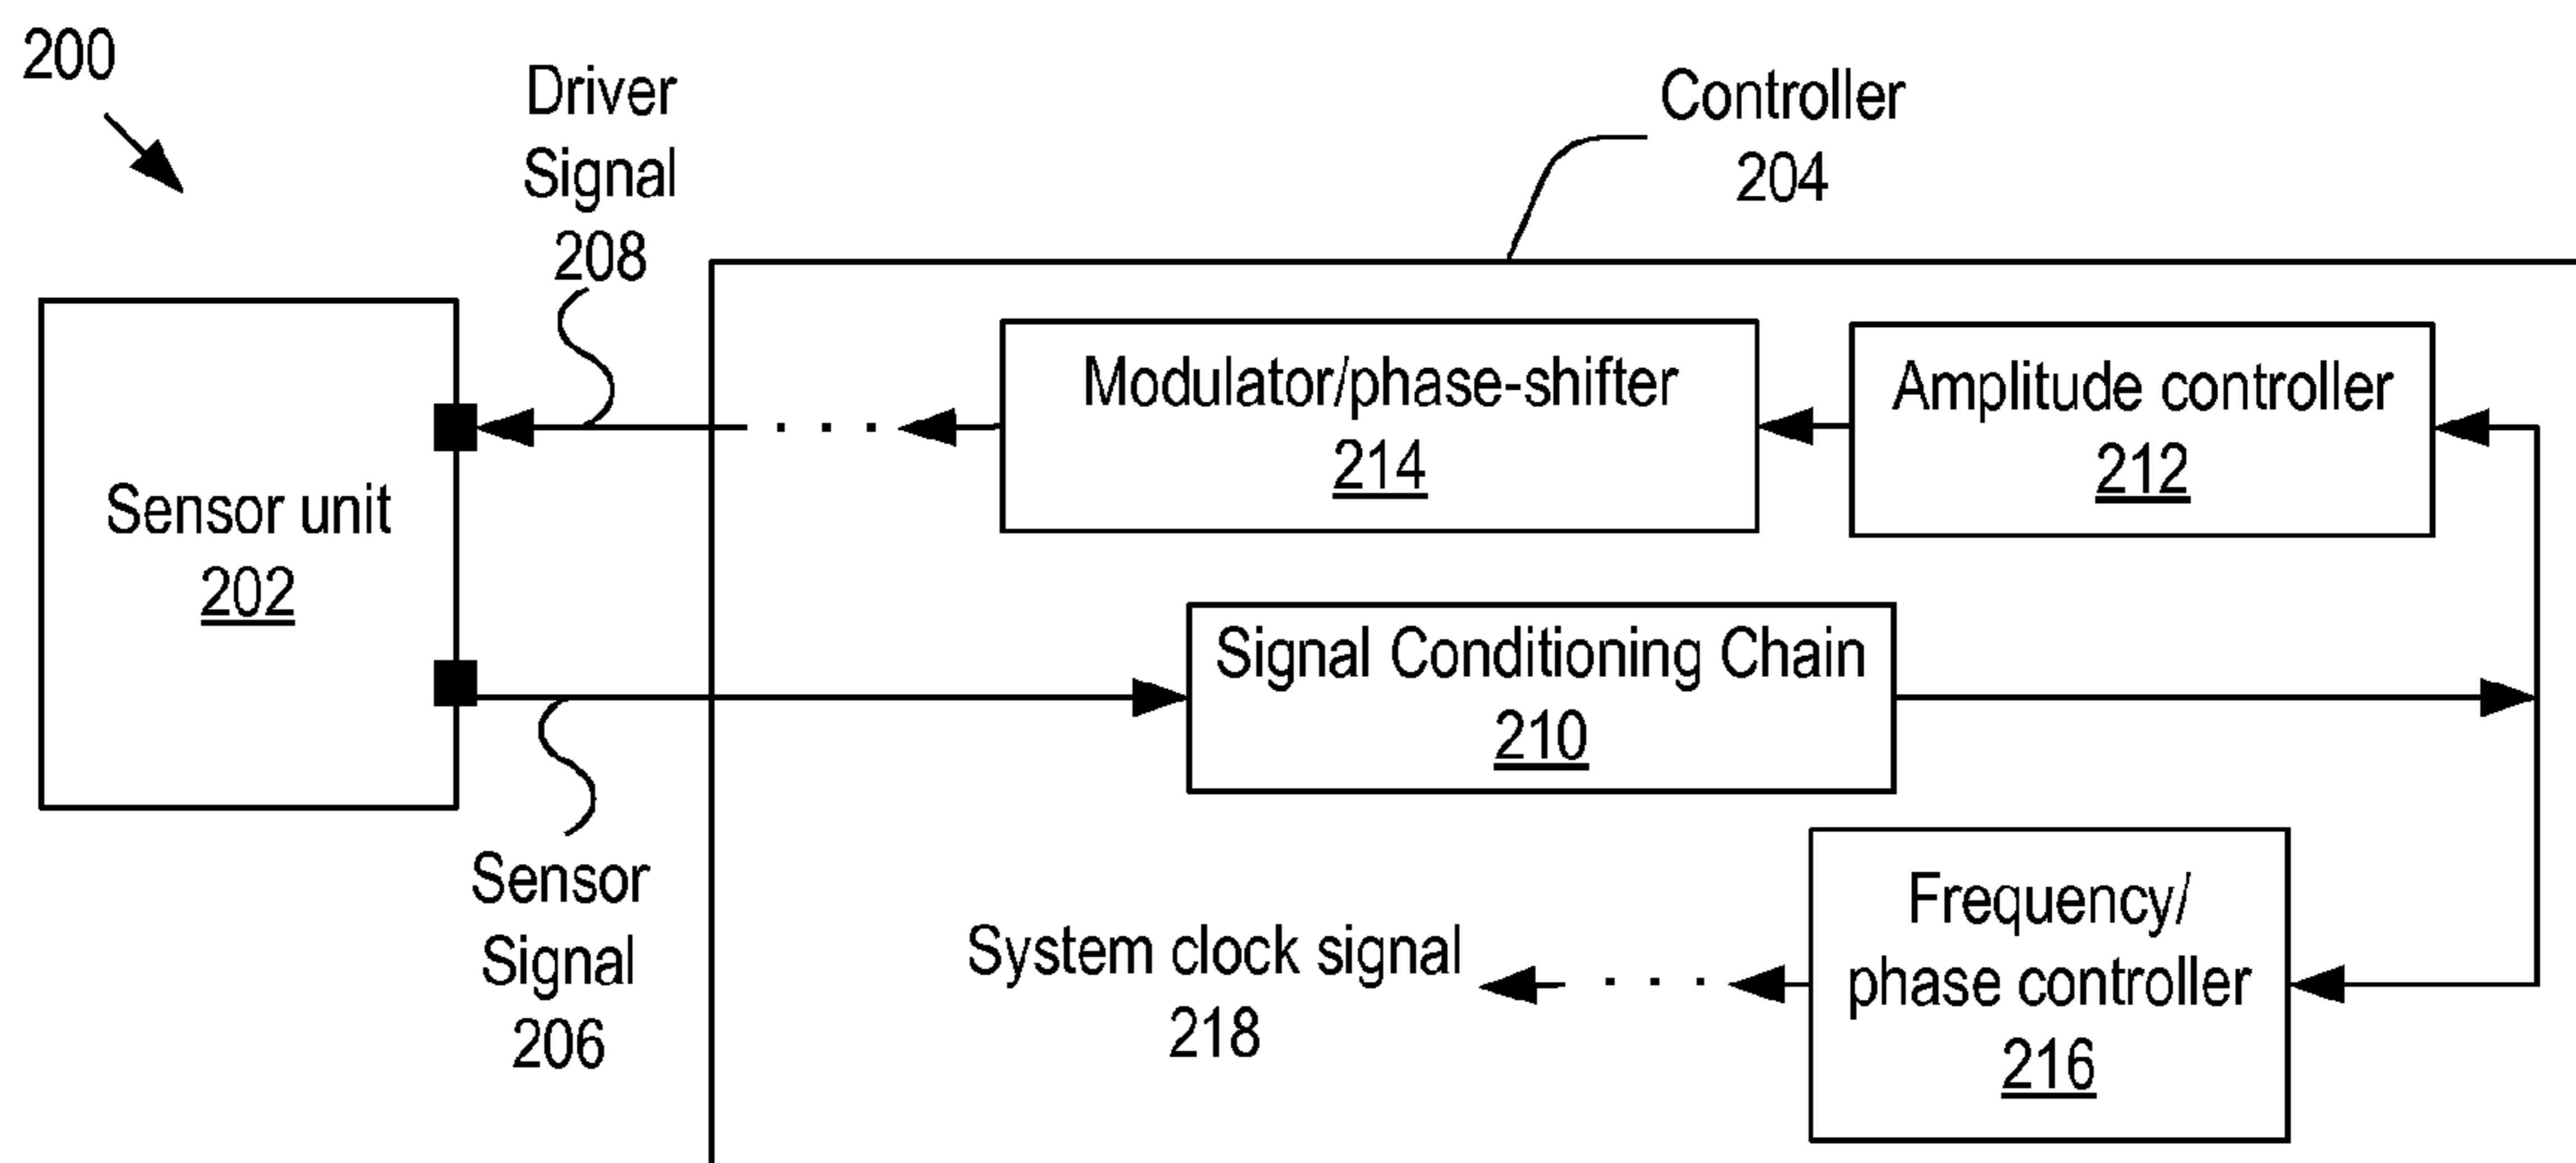 200
Driver
Signal
208
Controller
204
Modulator/phase-shifter
214
Amplitude controller
212
Sensor unit
202
Signal Conditioning Chain
210
Sensor
Signal
206
System clock signal
218
Frequency/
phase controller
216